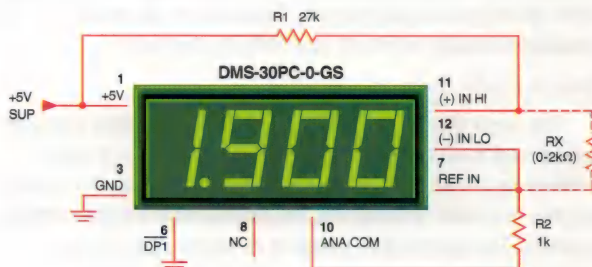 R1 27k
DMS-30PC-0-GS
+5V
SUP
1
+5V
1.900
11
(+) IN HI
12
(–) IN LO
7
REF IN
RX
(0-2kΩ)
3
GND
6
DP1
8
NC
10
ANA COM
R2
1k